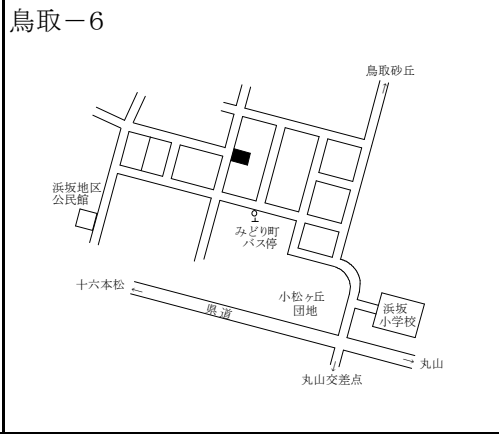 鳥取－6
鳥取砂丘
浜坂地区
公民館
みどり町
バス停
十六本松
県道
小松ヶ丘
団地
浜坂
小学校
丸山
丸山交差点